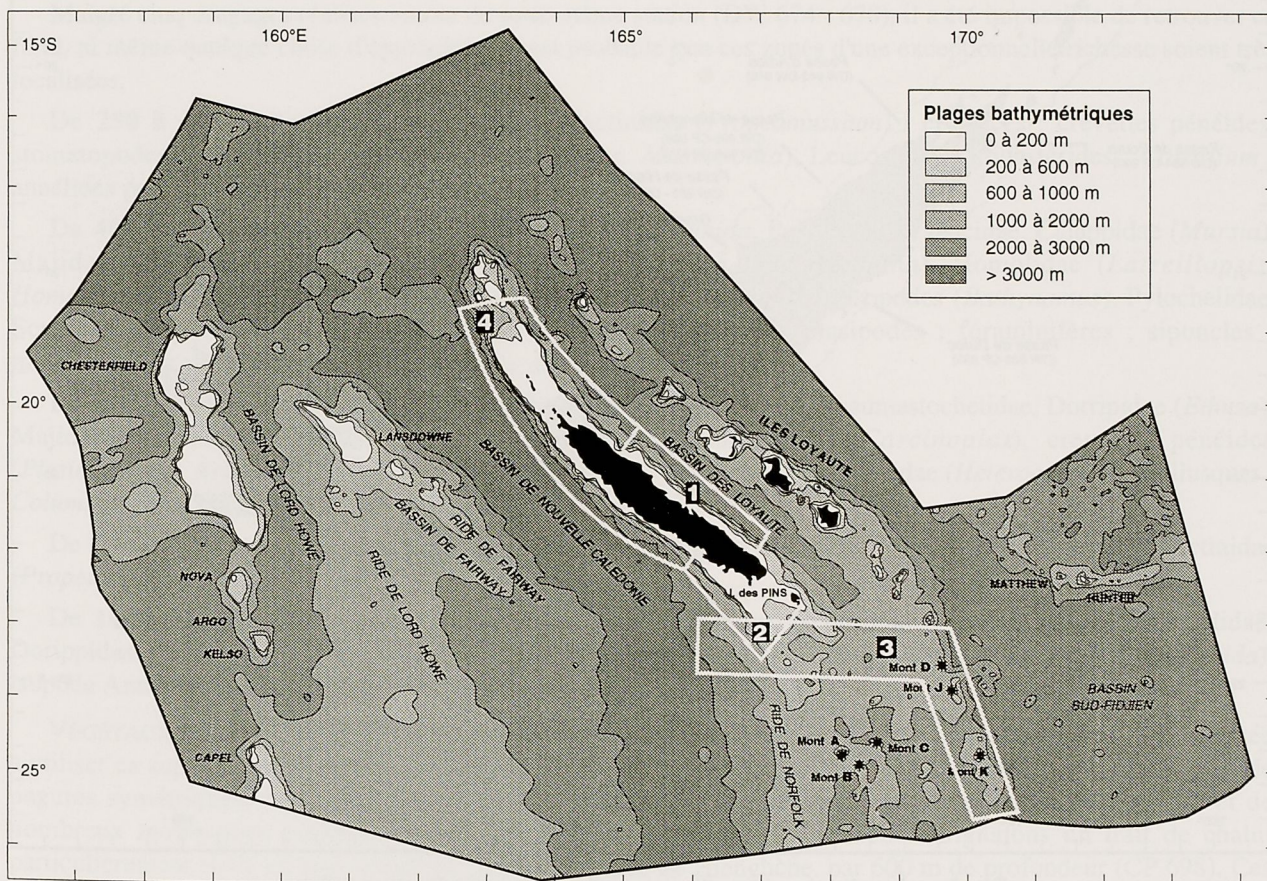 15°S
160°E
165°
170°
Plages bathymétriques
0 à 200 m
200 à 600 m
600 à 1000 m
1000 à 2000 m
2000 à 3000 m
> 3000 m
4
CHESTERFIELD
20°
LANSDOWNE
ILES LOYAUTE
BASSIN DE LORD HOWE
BASSIN DES LOYAUTE
BASSIN DE NOUVELLE CALEDONIE
1
RIDE DE FAIRWAY
BASSIN DE FAIRWAY
RIDE DE LORD HOWE
NOVA
MATTHEW
HUNTER
I. des PINS
ARGO
KELSO
2
3
Mont D
Mont J
BASSIN
SUD-FIDJIEN
RIDE DE NORFOLK
Mont A
Mont C
CAPEL
25°
Mont B
Mont K